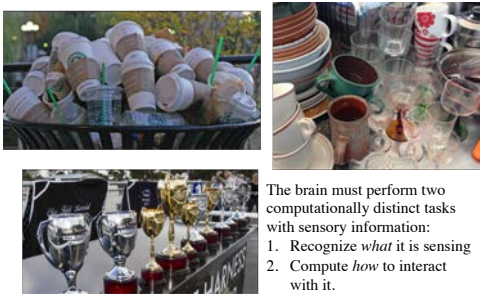 The brain must perform two
computationally distinct tasks
with sensory information:
1. Recognize what it is sensing
2. Compute how to interact
with it.
HARNESS